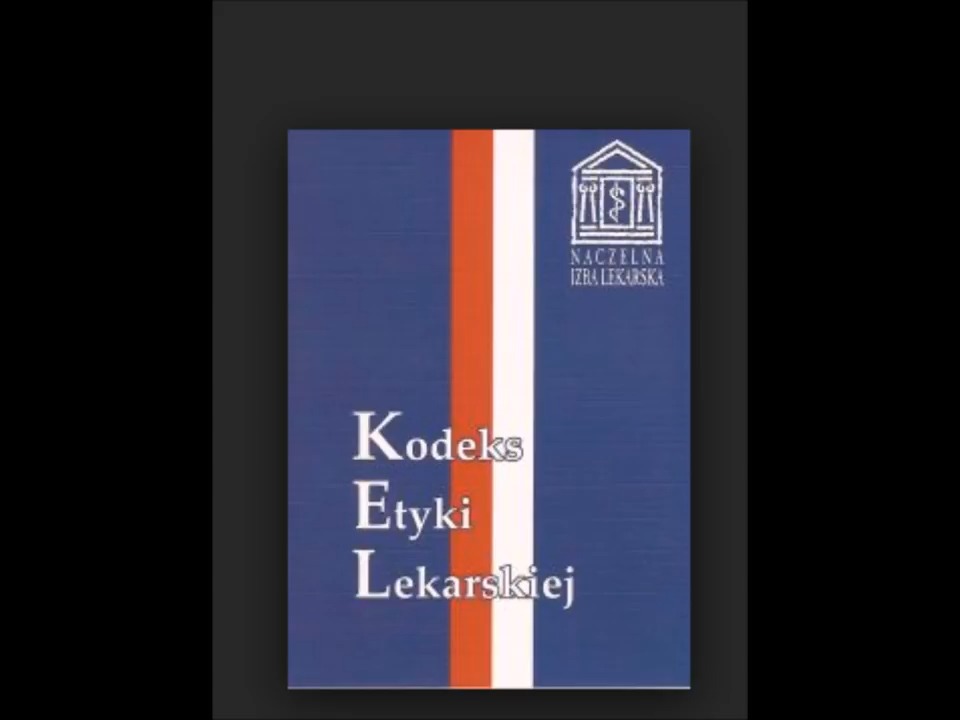 NACZELNA
IZBA LEKARSKA
Kodeks
Etyki
Lekarskiej